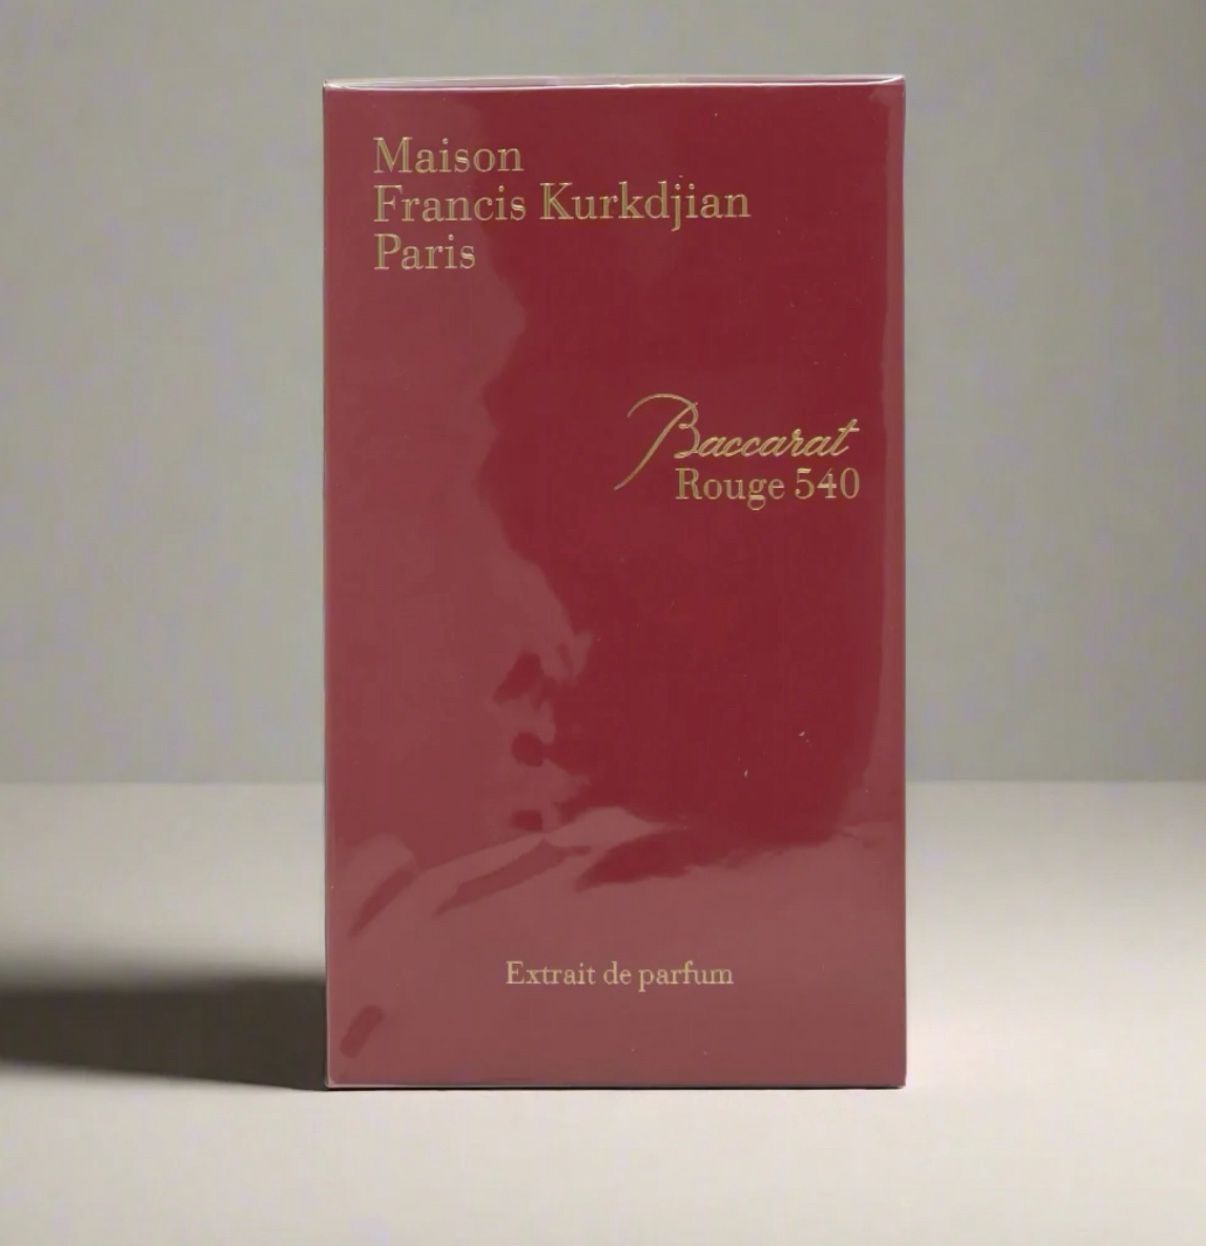 Maison
Francis Kurkdjian
Paris
Baccarat
Rouge 540
Extrait de parfum